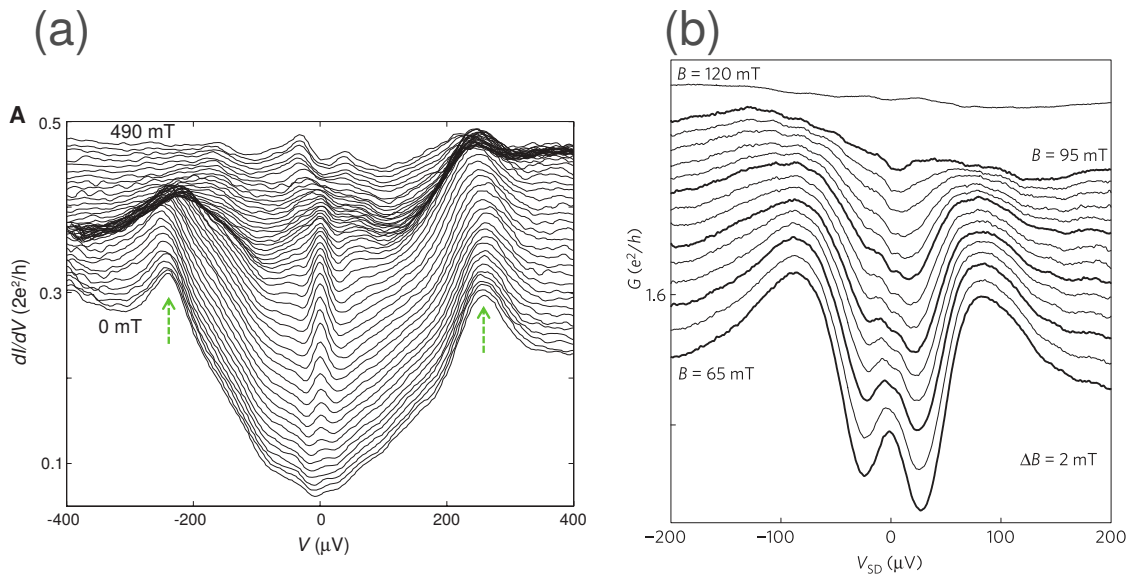 (a)
A
490 mT
0 mT
0.5
0.3
0.1
dI/dV (2e²/h)
-400
-200
0
200
400
V (μV)
(b)
B = 120 mT
B = 95 mT
B = 65 mT
ΔB = 2 mT
1.6
G (e²/h)
−200
−100
0
100
200
V_SD (μV)